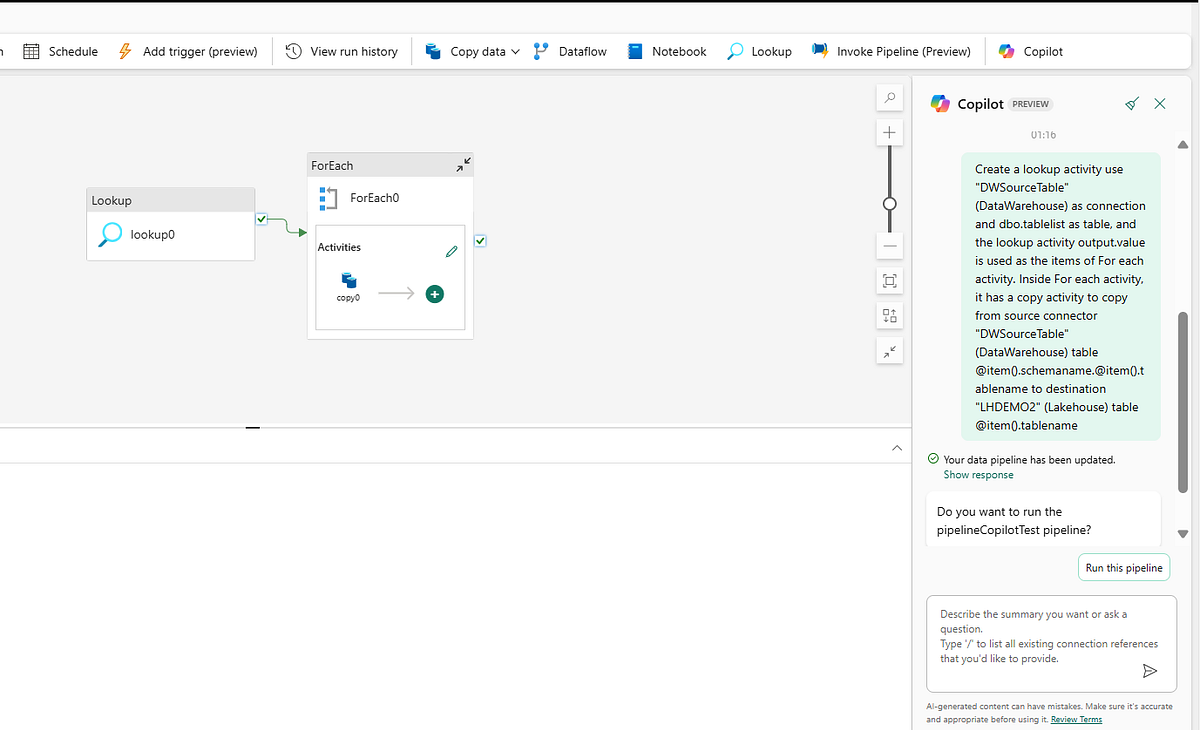 Schedule
Add trigger (preview)
View run history
Copy data
Dataflow
Notebook
Lookup
Invoke Pipeline (Preview)
Copilot
Lookup
lookup0
ForEach
ForEach0
Activities
copy0
Copilot PREVIEW
01:16
Create a lookup activity use
"DWSourceTable"
(DataWarehouse) as connection
and dbo.tablelist as table, and
the lookup activity output.value
is used as the items of For each
activity. Inside For each activity,
it has a copy activity to copy
from source connector
"DWSourceTable"
(DataWarehouse) table
@item().schemaname.@item().t
ablename to destination
"LHDEMO2" (Lakehouse) table
@item().tablename
Your data pipeline has been updated.
Show response
Do you want to run the
pipelineCopilotTest pipeline?
Run this pipeline
Describe the summary you want or ask a
question.
Type '/' to list all existing connection references
that you'd like to provide.
AI-generated content can have mistakes. Make sure it's accurate
and appropriate before using it. Review Terms